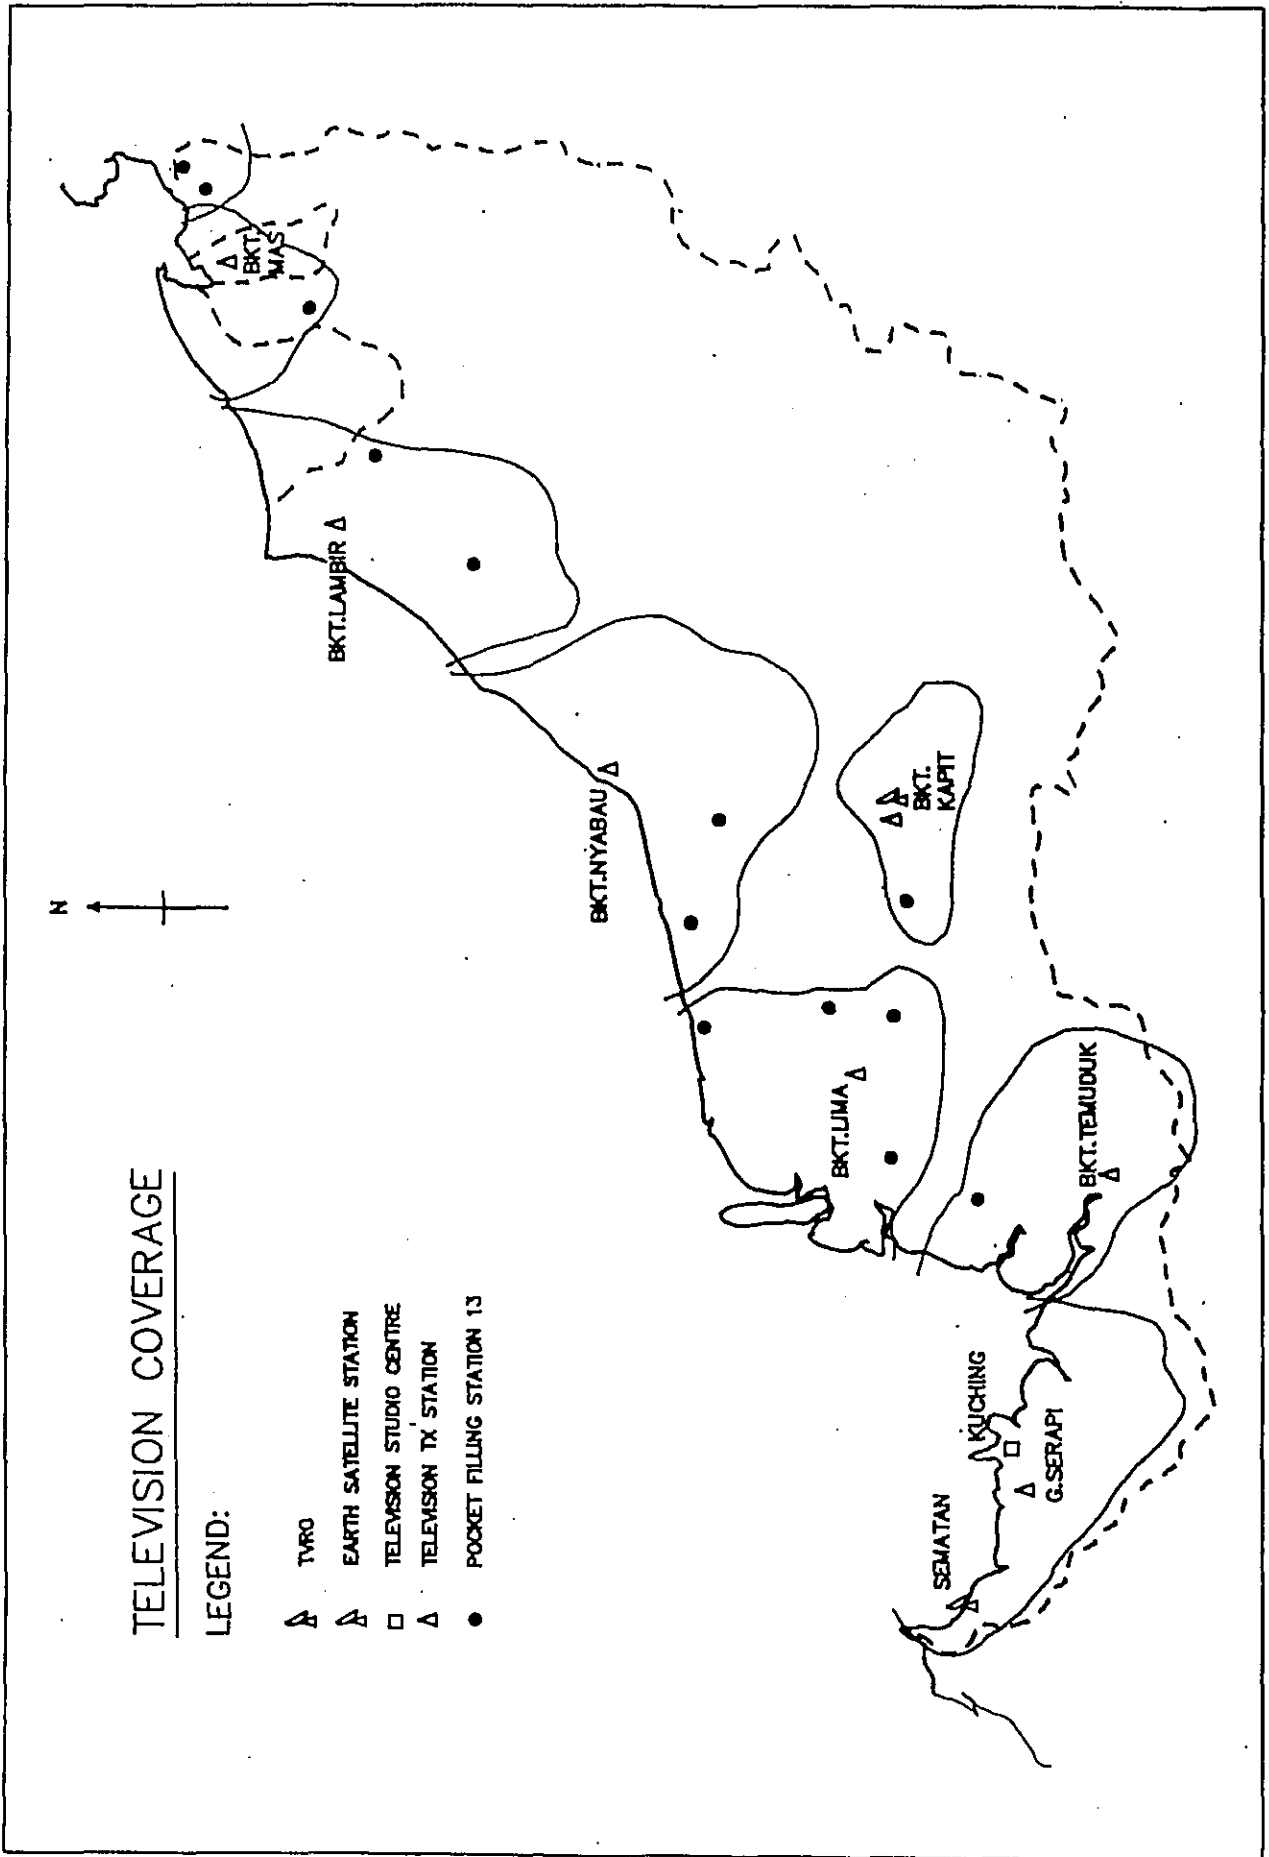 TELEVISION COVERAGE
LEGEND:
TVRO
EARTH SATELLITE STATION
TELEVISION STUDIO CENTRE
TELEVISION TX STATION
POCKET FILLING STATION 13
N
BKT.
MAS
BKT.LAMBIR
BKT.NYABAU
BKT.
KAPIT
BKT.LIMA
BKT.TEMUDUK
KUCHING
G.SERAPI
SEMATAN